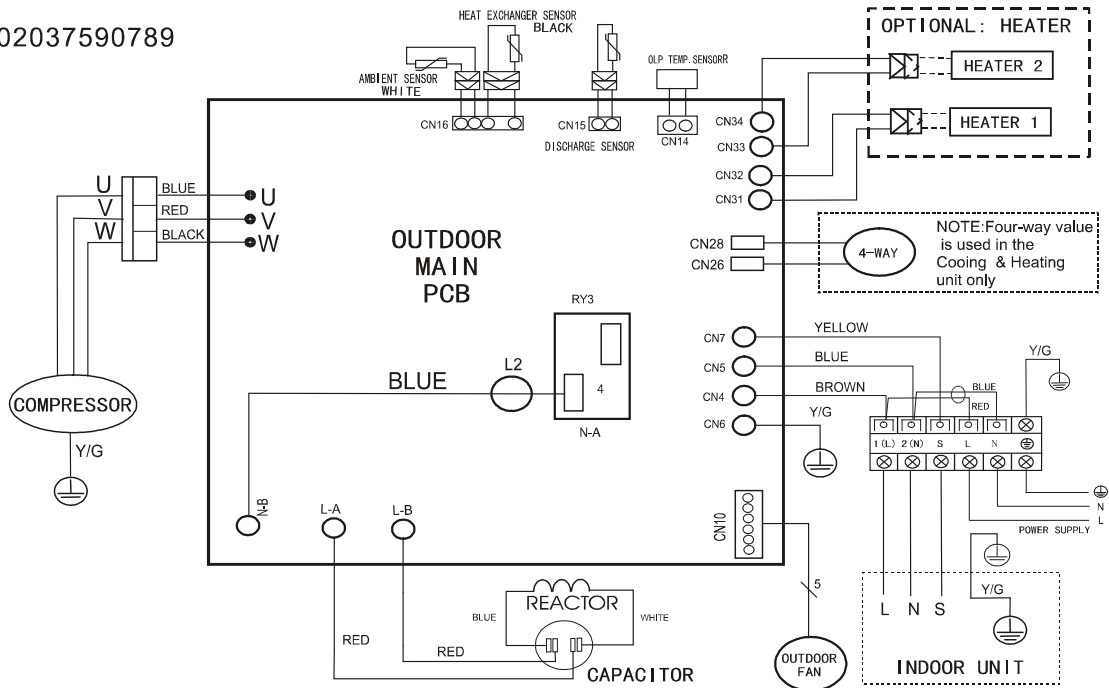 02037590789
HEAT EXCHANGER SENSOR
BLACK
AMBIENT SENSOR
WHITE
OLP TEMP.SENSORR
CN16
CN15
DISCHARGE SENSOR
CN14
OPTIONAL: HEATER
HEATER 2
HEATER 1
CN34
CN33
CN32
CN31
U
V
W
BLUE
RED
BLACK
U
V
W
OUTDOOR
MAIN
PCB
CN28
CN26
4-WAY
NOTE:Four-way value
is used in the
Cooing & Heating
unit only
RY3
4
N-A
L2
BLUE
CN7
CN5
CN4
CN6
YELLOW
BLUE
BROWN
Y/G
BLUE
RED
Y/G
1(L) 2(N) S L N
N
L
POWER SUPPLY
COMPRESSOR
Y/G
N-B
L-A
L-B
CN10
5
OUTDOOR
FAN
L N S
Y/G
INDOOR UNIT
REACTOR
BLUE
WHITE
RED
RED
CAPACITOR